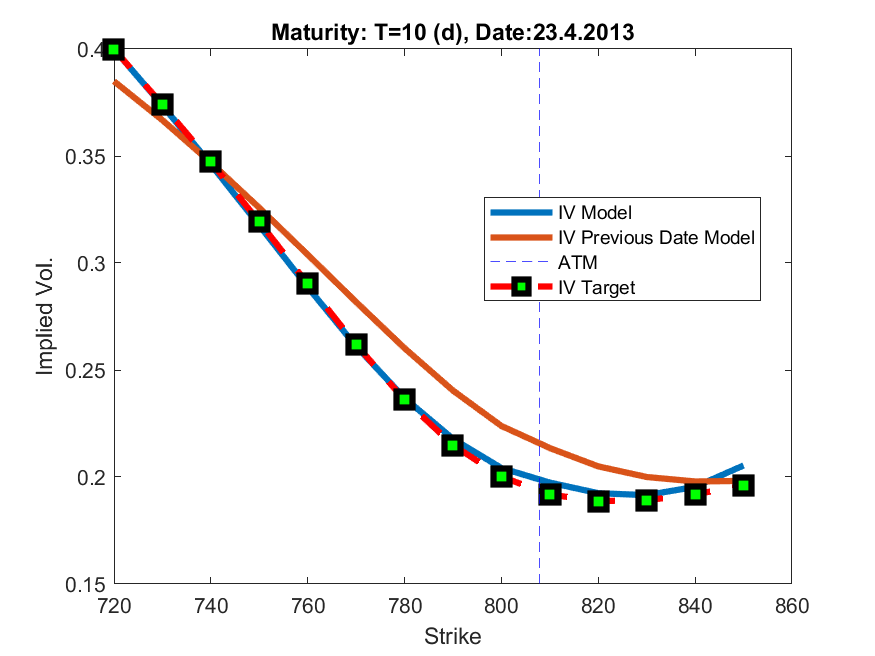 Maturity: T=10 (d), Date:23.4.2013
0.4
0.35
0.3
0.25
0.2
0.15
Implied Vol.
IV Model
IV Previous Date Model
ATM
IV Target
720
740
760
780
800
820
840
860
Strike